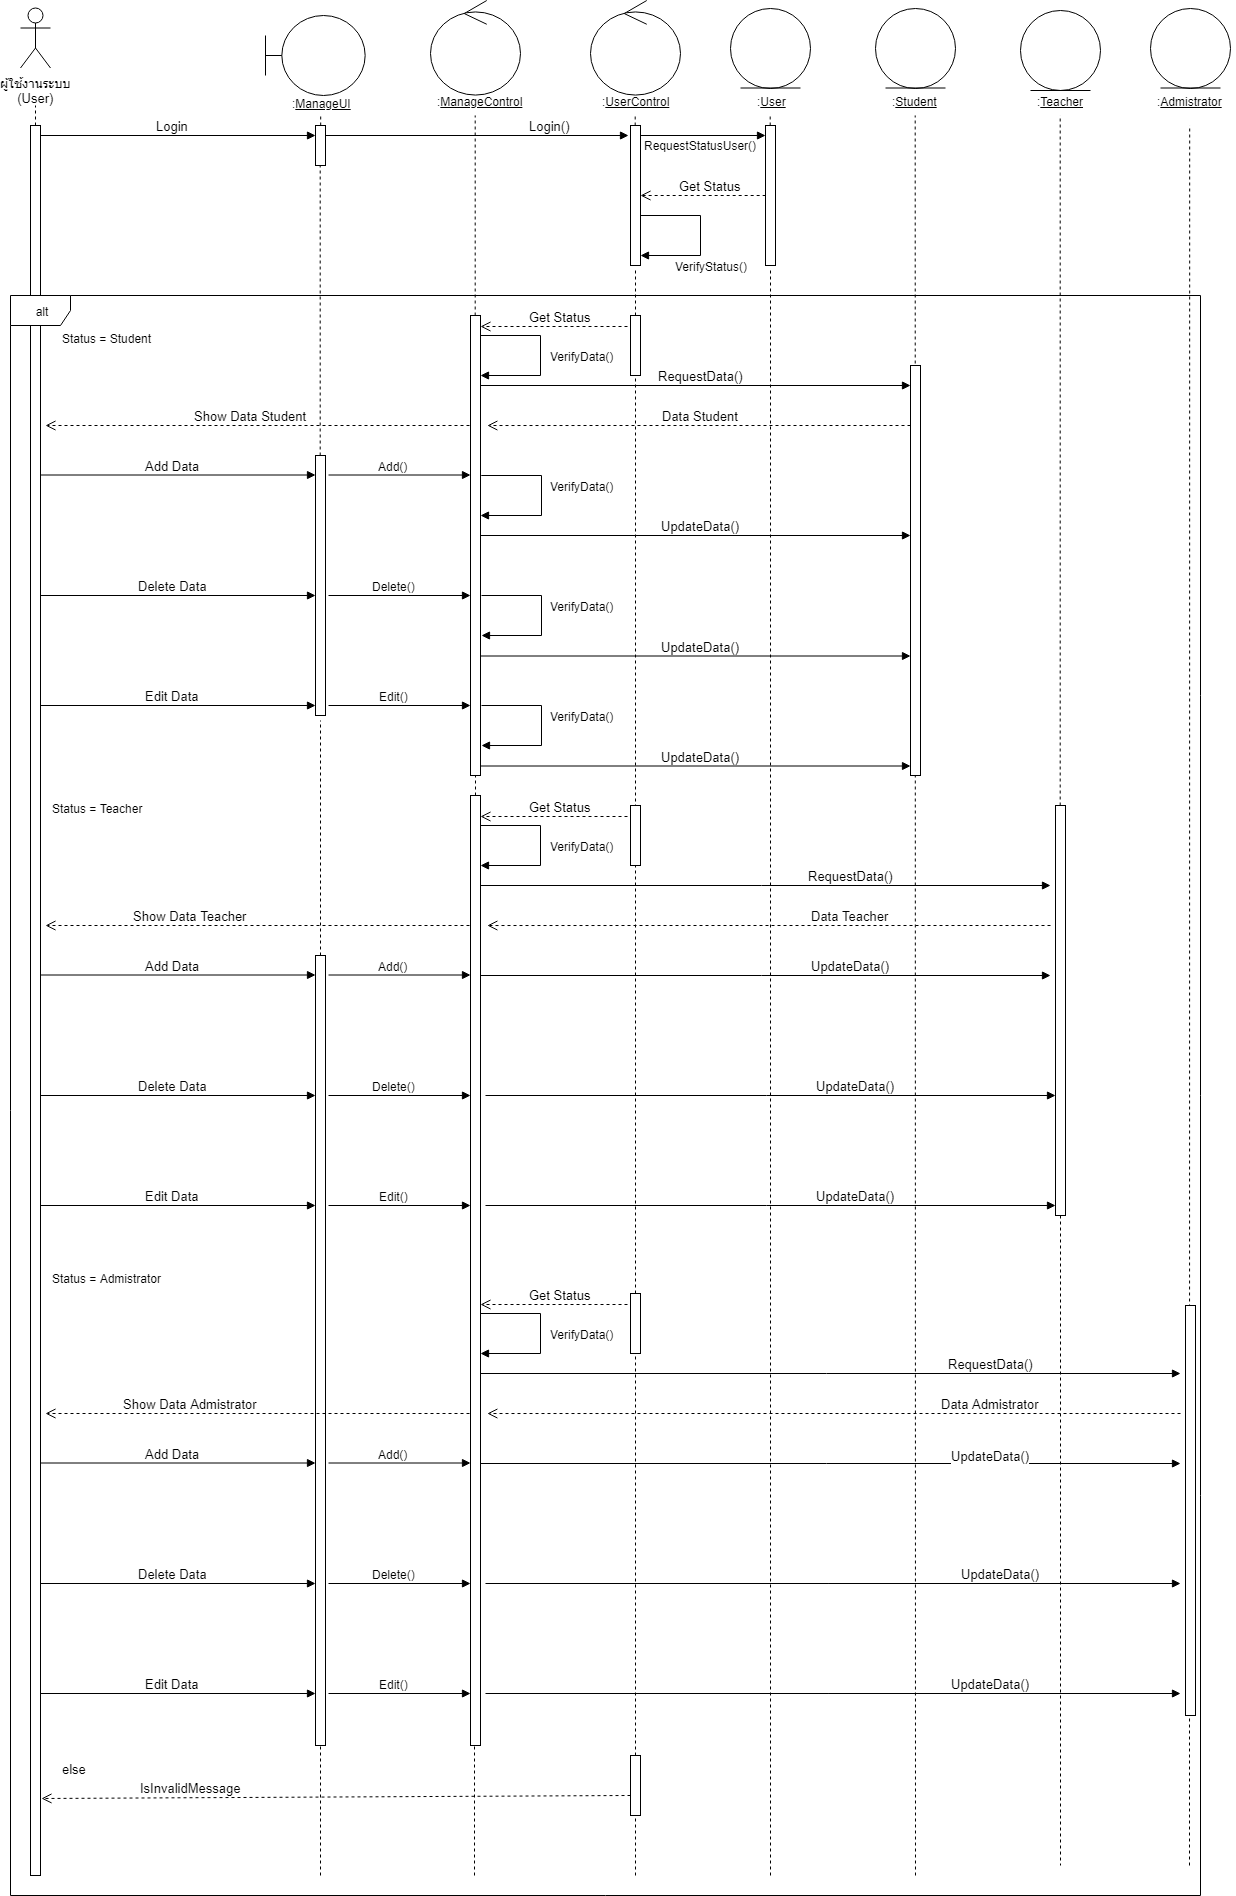 ผู้ใช้งานระบบ
(User)
:ManageUI
:ManageControl
:UserControl
:User
:Student
:Teacher
:Admistrator
Login
Login()
RequestStatusUser()
Get Status
VerifyStatus()
alt
Status = Student
Get Status
VerifyData()
RequestData()
Show Data Student
Data Student
Add Data
Add()
VerifyData()
UpdateData()
Delete Data
Delete()
VerifyData()
UpdateData()
Edit Data
Edit()
VerifyData()
UpdateData()
Status = Teacher
Get Status
VerifyData()
RequestData()
Show Data Teacher
Data Teacher
Add Data
Add()
UpdateData()
Delete Data
Delete()
UpdateData()
Edit Data
Edit()
UpdateData()
Status = Admistrator
Get Status
VerifyData()
RequestData()
Show Data Admistrator
Data Admistrator
Add Data
Add()
UpdateData()
Delete Data
Delete()
UpdateData()
Edit Data
Edit()
UpdateData()
else
IsInvalidMessage